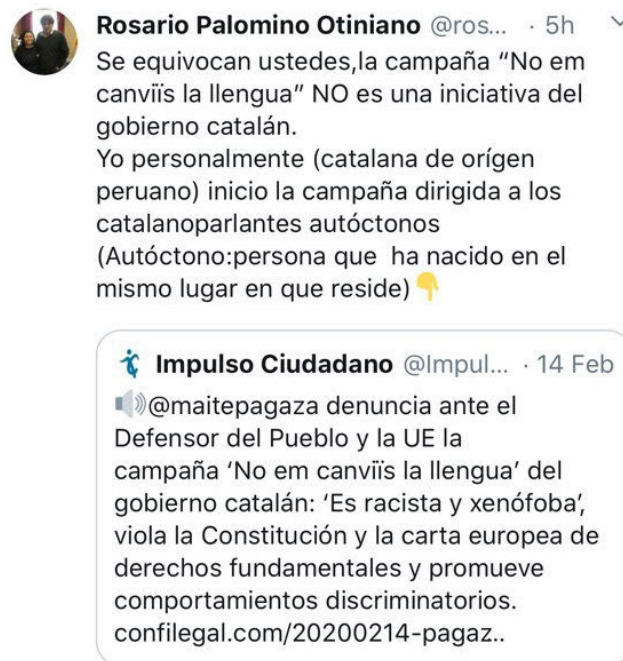 Rosario Palomino Otiniano @ros... · 5h
Se equivocan ustedes,la campaña “No em
canviïs la llengua” NO es una iniciativa del
gobierno catalán.
Yo personalmente (catalana de orígen
peruano) inicio la campaña dirigida a los
catalanoparlantes autóctonos
(Autóctono:persona que ha nacido en el
mismo lugar en que reside)👇
Impulso Ciudadano @Impul... · 14 Feb
🔊@maitepagaza denuncia ante el
Defensor del Pueblo y la UE la
campaña ‘No em canviïs la llengua’ del
gobierno catalán: ‘Es racista y xenófoba’,
viola la Constitución y la carta europea de
derechos fundamentales y promueve
comportamientos discriminatorios.
confilegal.com/20200214-pagaz..